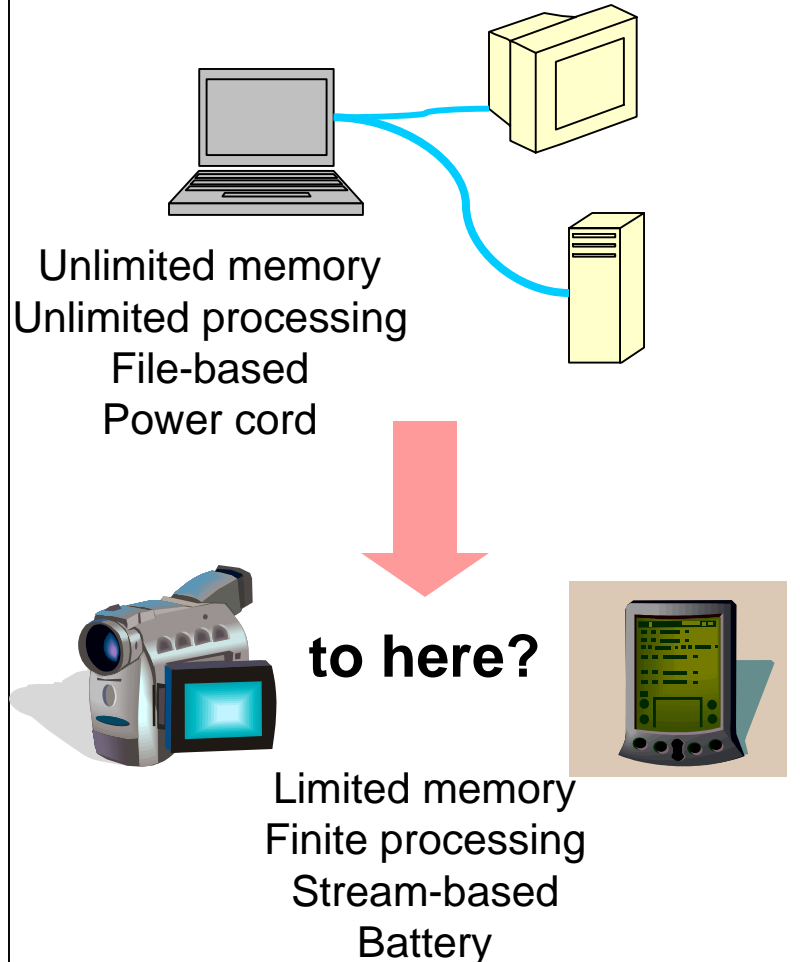 Unlimited memory
Unlimited processing
File-based
Power cord
to here?
Limited memory
Finite processing
Stream-based
Battery